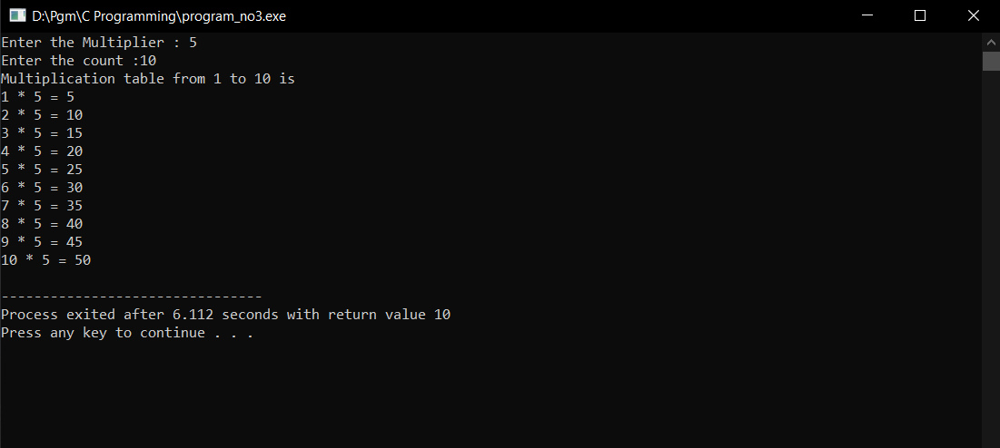 D:\Pgm\C Programming\program_no3.exe
Enter the Multiplier : 5
Enter the count :10
Multiplication table from 1 to 10 is
1 * 5 = 5
2 * 5 = 10
3 * 5 = 15
4 * 5 = 20
5 * 5 = 25
6 * 5 = 30
7 * 5 = 35
8 * 5 = 40
9 * 5 = 45
10 * 5 = 50
--------------------------------
Process exited after 6.112 seconds with return value 10
Press any key to continue . . .